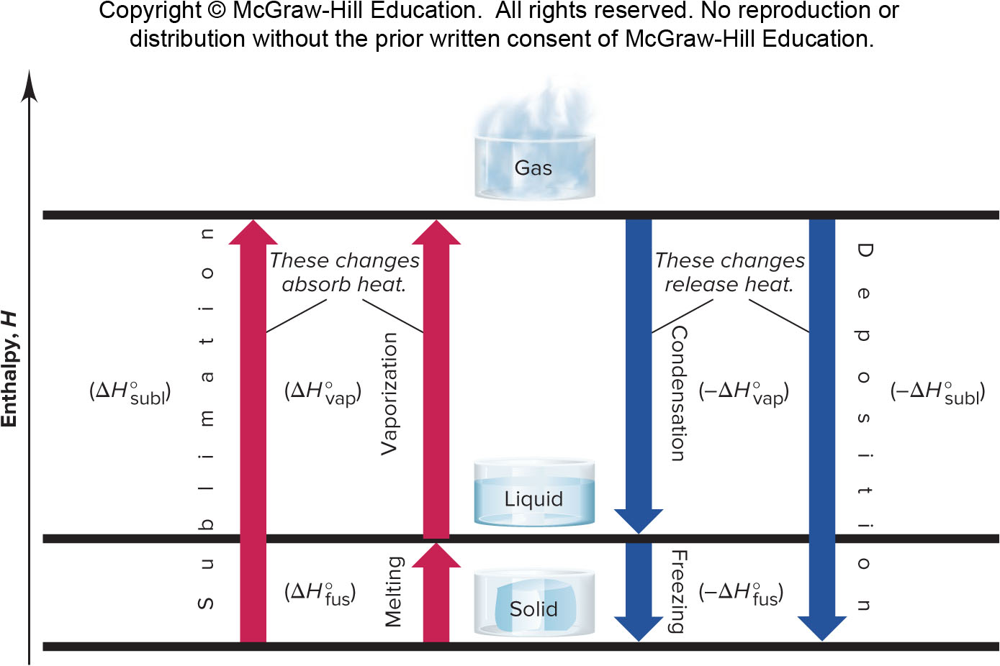 Copyright © McGraw-Hill Education.  All rights reserved. No reproduction or
distribution without the prior written consent of McGraw-Hill Education.
Enthalpy, H
Gas
Sublimation
These changes
absorb heat.
These changes
release heat.
Deposition
(ΔH°subl)
(ΔH°vap)
Vaporization
Condensation
(–ΔH°vap)
(–ΔH°subl)
Liquid
(ΔH°fus)
Melting
Solid
Freezing
(–ΔH°fus)